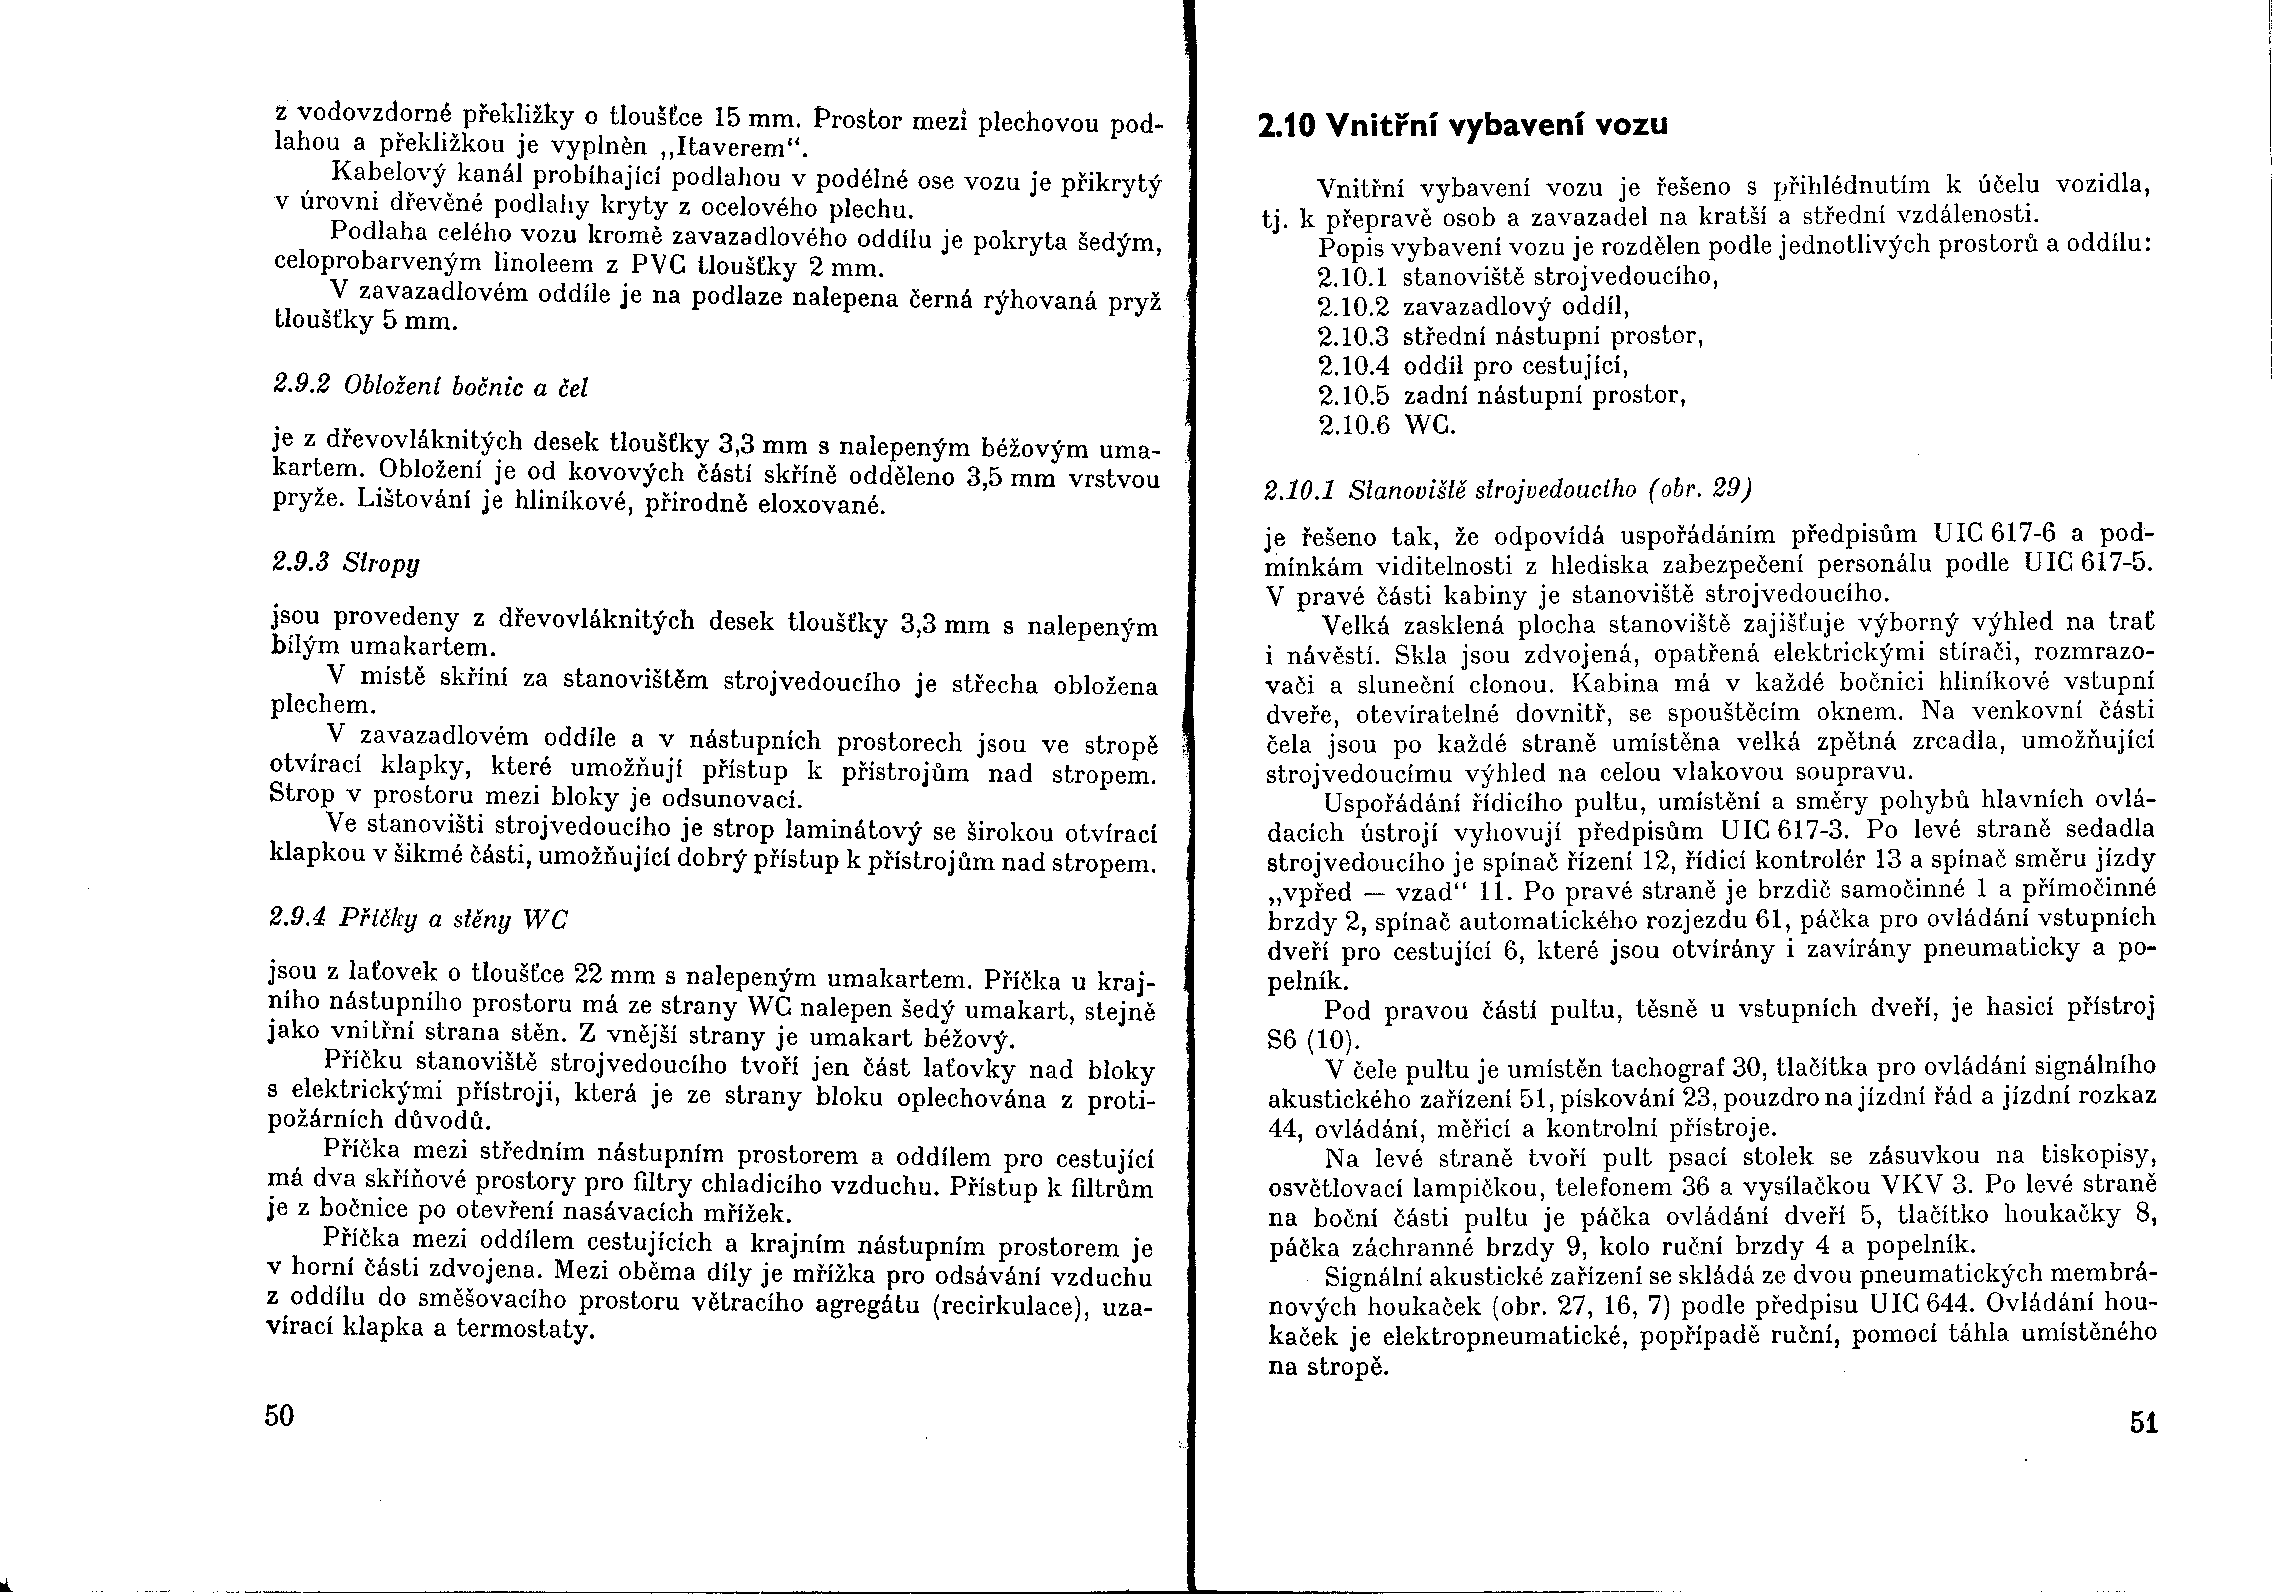 z vodovzdorné překližky o tloušťce 15 mm. Prostor mezi plechovou pod-
lahou a překližkou je vyplněn ,,Itaverem“.
Kabelový kanál probíhající podlahou v podélné ose vozu je přikrytý
v úrovni dřevěné podlahy kryty z ocelového plechu.
Podlaha celého vozu kromě zavazadlového oddílu je pokryta šedým,
celoprobarveným linoleem z PVC tloušťky 2 mm.
V zavazadlovém oddíle je na podlaze nalepena černá rýhovaná pryž
tloušťky 5 mm.
2.9.2 Obložení bočnic a čel
je z dřevovláknitých desek tloušťky 3,3 mm s nalepeným béžovým uma-
kartem. Obložení je od kovových částí skříně odděleno 3,5 mm vrstvou
pryže. Lištování je hliníkové, přirodně eloxované.
2.9.3 Stropy
jsou provedeny z dřevovláknitých desek tloušťky 3,3 mm s nalepeným
bílým umakartem.
V místě skříní za stanovištěm strojvedoucího je střecha obložena
plechem.
V zavazadlovém oddíle a v nástupních prostorech jsou ve stropě
otvírací klapky, které umožňují přístup k přístrojům nad stropem.
Strop v prostoru mezi bloky je odsunovací.
Ve stanovišti strojvedoucího je strop laminátový se širokou otvírací
klapkou v šikmé části, umožňující dobrý přístup k přístrojům nad stropem.
2.9.4 Příčky a stěny WC
jsou z laťovek o tloušťce 22 mm s nalepeným umakartem. Příčka u kraj-
ního nástupního prostoru má ze strany WC nalepen šedý umakart, stejně
jako vnitřní strana stěn. Z vnější strany je umakart béžový.
Příčku stanoviště strojvedoucího tvoří jen část laťovky nad bloky
s elektrickými přístroji, která je ze strany bloku oplechována z proti-
požárních důvodů.
Příčka mezi středním nástupním prostorem a oddílem pro cestující
má dva skříňové prostory pro filtry chladicího vzduchu. Přístup k filtrům
je z bočnice po otevření nasávacích mřížek.
Příčka mezi oddílem cestujících a krajním nástupním prostorem je
v horní části zdvojena. Mezi oběma díly je mřížka pro odsávání vzduchu
z oddílu do směšovacího prostoru větracího agregátu (recirkulace), uza-
vírací klapka a termostaty.
50
2.10 Vnitřní vybavení vozu
Vnitřní vybavení vozu je řešeno s přihlédnutím k účelu vozidla,
tj. k přepravě osob a zavazadel na kratší a střední vzdálenosti.
Popis vybavení vozu je rozdělen podle jednotlivých prostorů a oddílu:
2.10.1 stanoviště strojvedoucího,
2.10.2 zavazadlový oddíl,
2.10.3 střední nástupní prostor,
2.10.4 oddíl pro cestující,
2.10.5 zadní nástupní prostor,
2.10.6 WC.
2.10.1 Stanoviště strojvedoucího (obr. 29)
je řešeno tak, že odpovídá uspořádáním předpisům UIC 617-6 a pod-
mínkám viditelnosti z hlediska zabezpečení personálu podle UIC 617-5.
V pravé části kabiny je stanoviště strojvedoucího.
Velká zasklená plocha stanoviště zajišťuje výborný výhled na trať
i návěstí. Skla jsou zdvojená, opatřená elektrickými stírači, rozmrazo-
vači a sluneční clonou. Kabina má v každé bočnici hliníkové vstupní
dveře, otevíratelné dovnitř, se spouštěcím oknem. Na venkovní části
čela jsou po každé straně umístěna velká zpětná zrcadla, umožňující
strojvedoucímu výhled na celou vlakovou soupravu.
Uspořádání řídicího pultu, umístění a směry pohybů hlavních ovlá-
dacích ústrojí vyhovují předpisům UIC 617-3. Po levé straně sedadla
strojvedoucího je spínač řízení 12, řídicí kontrolér 13 a spínač směru jízdy
„vpřed — vzad“ 11. Po pravé straně je brzdič samočinné 1 a přímočinné
brzdy 2, spínač automatického rozjezdu 61, páčka pro ovládání vstupních
dveří pro cestující 6, které jsou otvírány i zavírány pneumaticky a po-
pelník.
Pod pravou částí pultu, těsně u vstupních dveří, je hasicí přístroj
S6 (10).
V čele pultu je umístěn tachograf 30, tlačítka pro ovládání signálního
akustického zařízení 51, pískování 23, pouzdro na jízdní řád a jízdní rozkaz
44, ovládání, měřicí a kontrolní přístroje.
Na levé straně tvoří pult psací stolek se zásuvkou na tiskopisy,
osvětlovací lampičkou, telefonem 36 a vysílačkou VKV 3. Po levé straně
na boční části pultu je páčka ovládání dveří 5, tlačítko houkačky 8,
páčka záchranné brzdy 9, kolo ruční brzdy 4 a popelník.
Signální akustické zařízení se skládá ze dvou pneumatických membrá-
nových houkaček (obr. 27, 16, 7) podle předpisu UIC 644. Ovládání hou-
kaček je elektropneumatické, popřípadě ruční, pomocí táhla umístěného
na stropě.
51